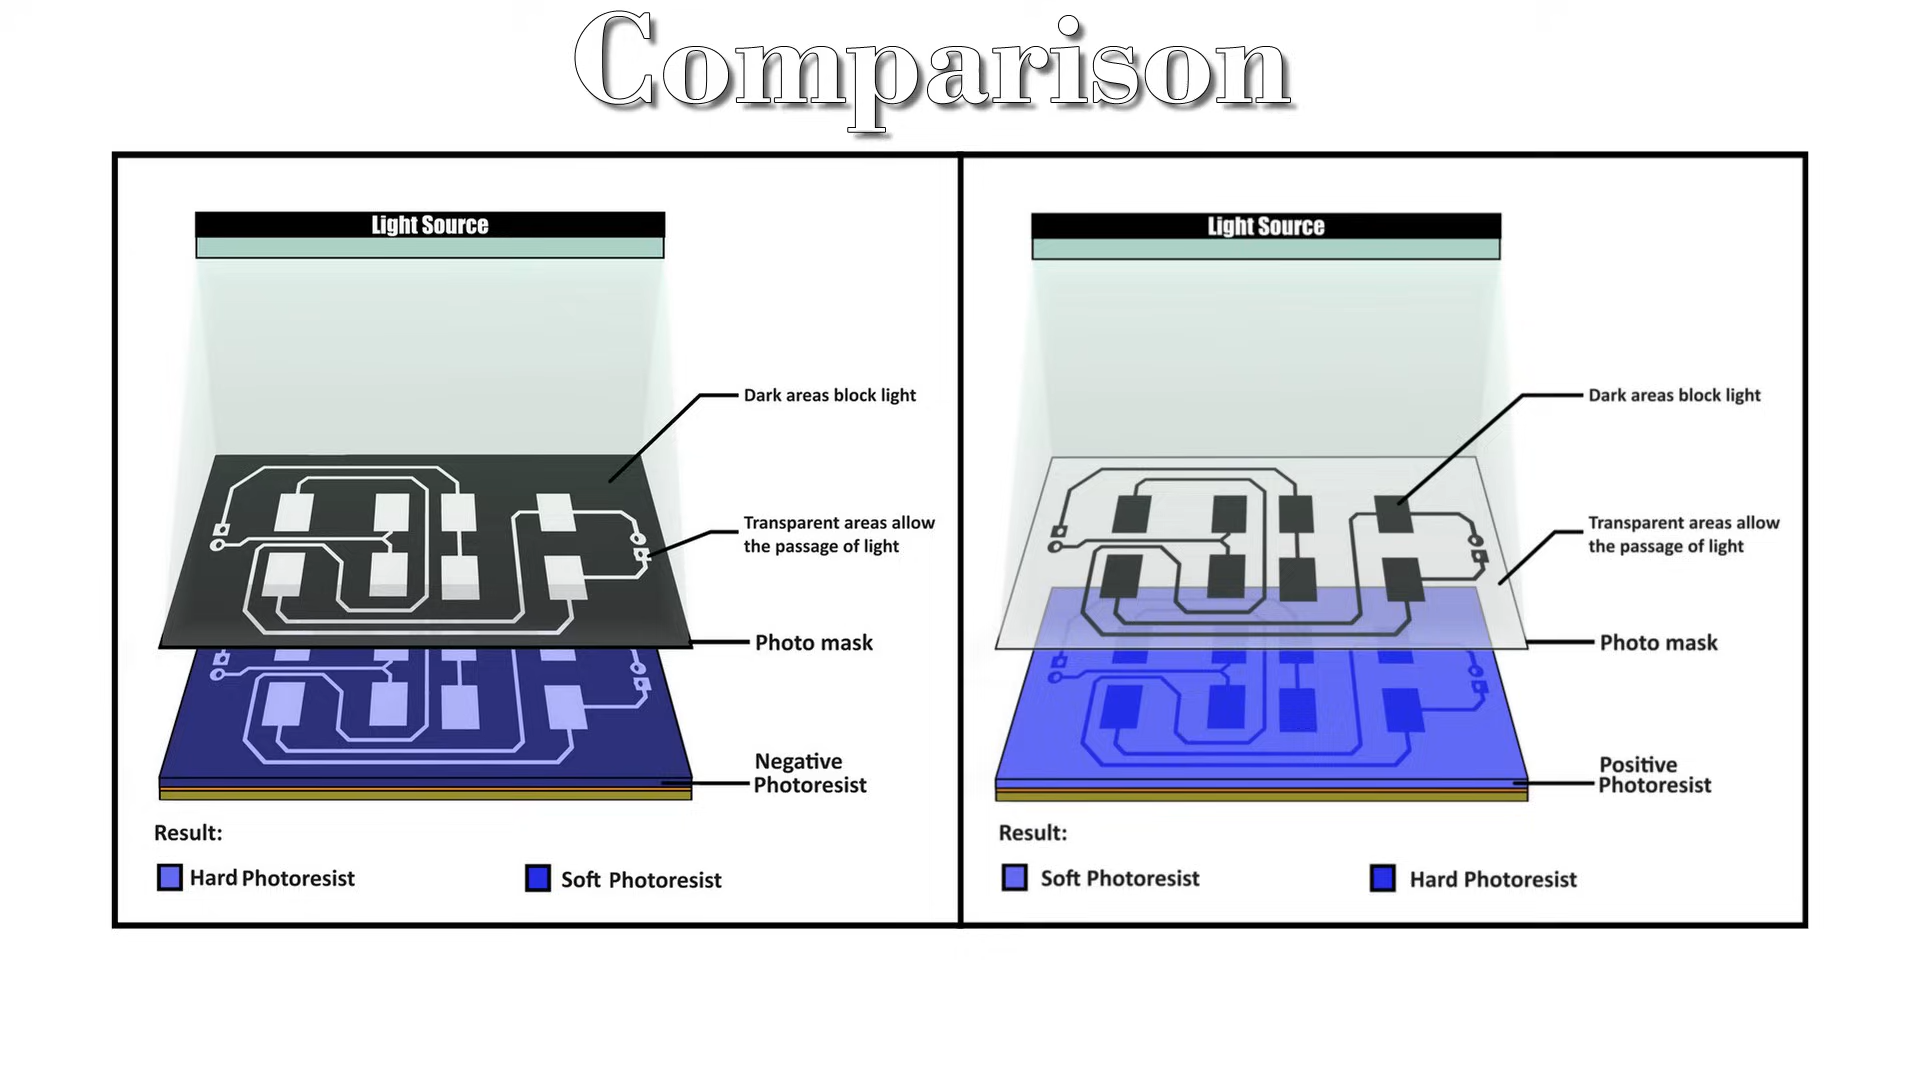 Comparison
Light Source
Dark areas block light
Transparent areas allow
the passage of light
Photo mask
Negative
Photoresist
Result:
Hard Photoresist
Soft Photoresist
Light Source
Dark areas block light
Transparent areas allow
the passage of light
Photo mask
Positive
Photoresist
Result:
Soft Photoresist
Hard Photoresist